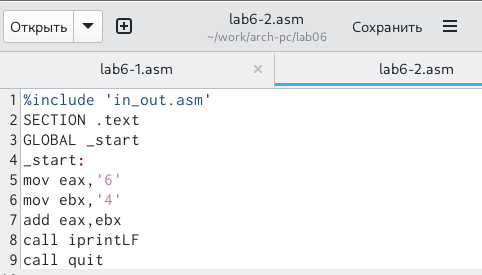 Открыть lab6-2.asm Сохранить
~/work/arch-pc/lab06
lab6-1.asm × lab6-2.asm
1 %include 'in_out.asm'
2 SECTION .text
3 GLOBAL _start
4 _start:
5 mov eax,'6'
6 mov ebx,'4'
7 add eax,ebx
8 call iprintLF
9 call quit